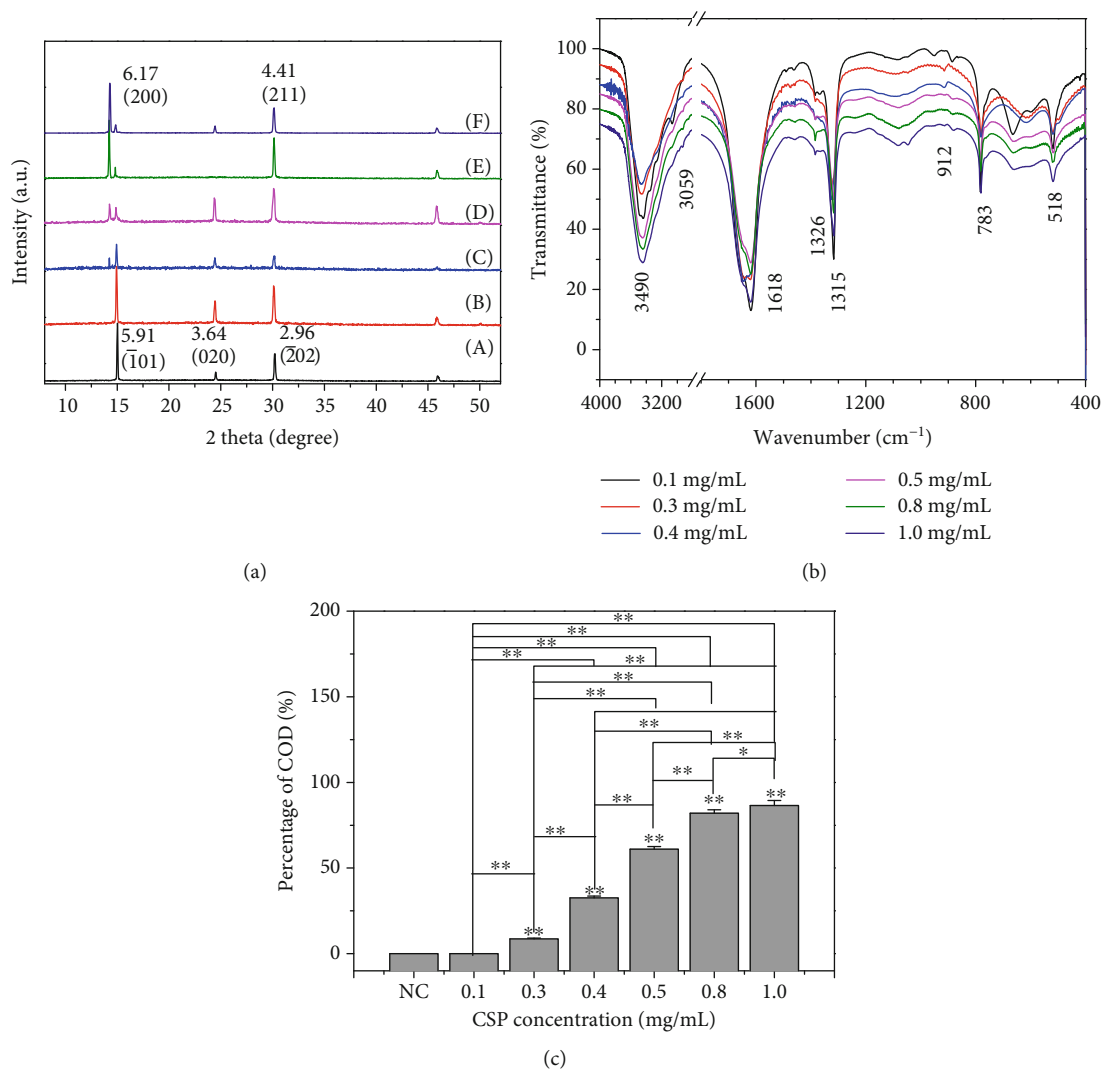 6.17
(200)
4.41
(211)
(F)
(E)
(D)
(C)
(B)
(A)
5.91
(1̅01)
3.64
(020)
2.96
(2̅02)
Intensity (a.u.)
10 15 20 25 30 35 40 45 50
2 theta (degree)
(a)
100
80
60
40
20
0
Transmittance (%)
3490
3059
1618
1326
1315
912
783
518
4000 3200 1600 1200 800 400
Wavenumber (cm⁻¹)
0.1 mg/mL
0.3 mg/mL
0.4 mg/mL
0.5 mg/mL
0.8 mg/mL
1.0 mg/mL
(b)
200
150
100
50
0
Percentage of COD (%)
**
**
**
**
**
**
**
**
**
**
*
**
**
**
**
**
**
**
**
**
NC 0.1 0.3 0.4 0.5 0.8 1.0
CSP concentration (mg/mL)
(c)